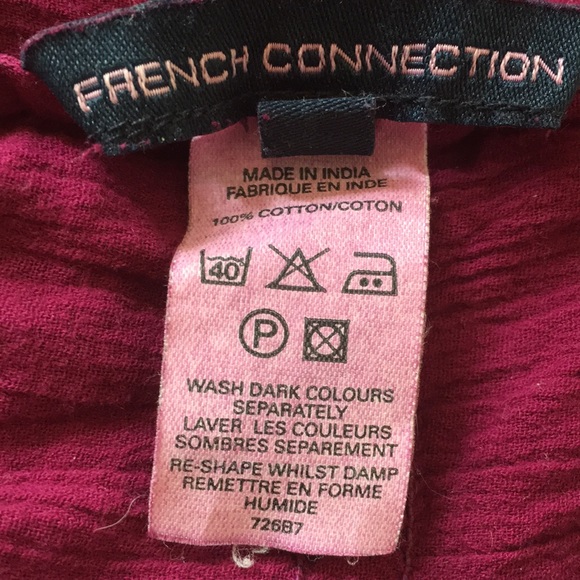 FRENCH CONNECTION
MADE IN INDIA
FABRIQUE EN INDE
100% COTTON/COTON
40
P
WASH DARK COLOURS
SEPARATELY
LAVER LES COULEURS
SOMBRES SEPAREMENT
RE-SHAPE WHILST DAMP
REMETTRE EN FORME
HUMIDE
726B7